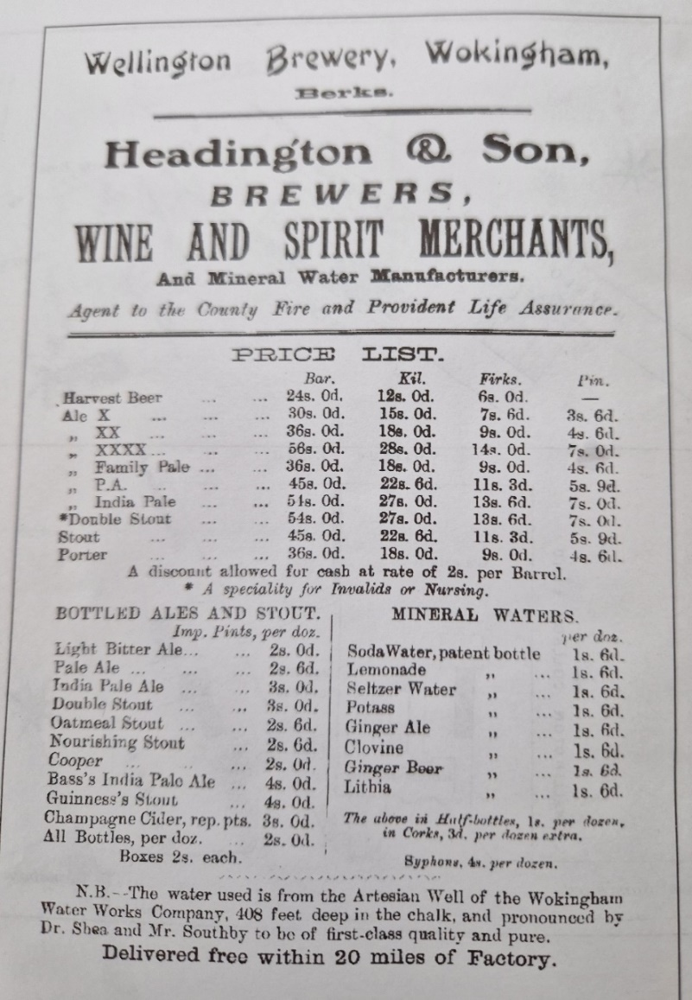 Wellington Brewery, Wokingham,
Berks.
Headington & Son,
BREWERS,
WINE AND SPIRIT MERCHANTS,
And Mineral Water Manufacturers.
Agent to the County Fire and Provident Life Assurance.
PRICE LIST.
Bar. Kil. Firks. Pin.
Harvest Beer ... ... 24s. 0d. 12s. 0d. 6s. 0d. —
Ale X ... ... ... 30s. 0d. 15s. 0d. 7s. 6d. 3s. 6d.
„ XX ... ... 36s. 0d. 18s. 0d. 9s. 0d. 4s. 6d.
„ XXXX ... ... ... 56s. 0d. 28s. 0d. 14s. 0d. 7s. 0d.
„ Family Pale ... ... 36s. 0d. 18s. 0d. 9s. 0d. 4s. 6d.
„ P.A. ... ... ... 45s. 0d. 22s. 6d. 11s. 3d. 5s. 9d.
„ India Pale ... ... 54s. 0d. 27s. 0d. 13s. 6d. 7s. 0d.
*Double Stout ... ... 54s. 0d. 27s. 0d. 13s. 6d. 7s. 0d.
Stout ... ... ... 45s. 0d. 22s. 6d. 11s. 3d. 5s. 9d.
Porter ... ... ... 36s. 0d. 18s. 0d. 9s. 0d. 4s. 6d.
A discount allowed for cash at rate of 2s. per Barrel.
* A speciality for Invalids or Nursing.
BOTTLED ALES AND STOUT.
Imp. Pints, per doz.
Light Bitter Ale... ... 2s. 0d.
Pale Ale ... ... ... 2s. 6d.
India Pale Ale ... ... 3s. 0d.
Double Stout ... ... 3s. 0d.
Oatmeal Stout ... ... 2s. 6d.
Nourishing Stout ... 2s. 6d.
Cooper ... ... ... 2s. 0d.
Bass's India Pale Ale ... 4s. 0d.
Guinness's Stout ... 4s. 0d.
Champagne Cider, rep. pts. 3s. 0d.
All Bottles, per doz. ... 2s. 0d.
Boxes 2s. each.
MINERAL WATERS.
per doz.
Soda Water, patent bottle 1s. 6d.
Lemonade „ ... 1s. 6d.
Seltzer Water „ ... 1s. 6d.
Potass „ ... 1s. 6d.
Ginger Ale „ ... 1s. 6d.
Clovine „ ... 1s. 6d.
Ginger Beer „ ... 1s. 6d.
Lithia „ ... 1s. 6d.
The above in Half-bottles, 1s. per dozen,
in Corks, 3d. per dozen extra.
Syphons, 4s. per dozen.
N.B.--The water used is from the Artesian Well of the Wokingham
Water Works Company, 408 feet deep in the chalk, and pronounced by
Dr. Shea and Mr. Southby to be of first-class quality and pure.
Delivered free within 20 miles of Factory.